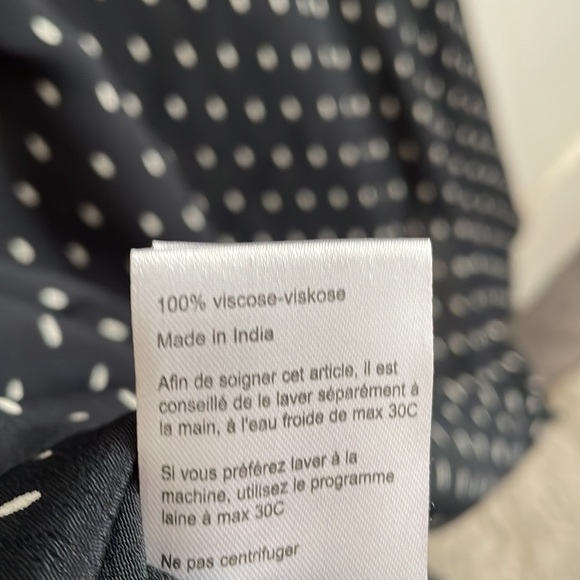 100% viscose-viskose
Made in India
Afin de soigner cet article, il est
conseillé de le laver séparément à
la main, à l'eau froide de max 30C
Si vous préférez laver à la
machine, utilisez le programme
laine à max 30C
Ne pas centrifuger